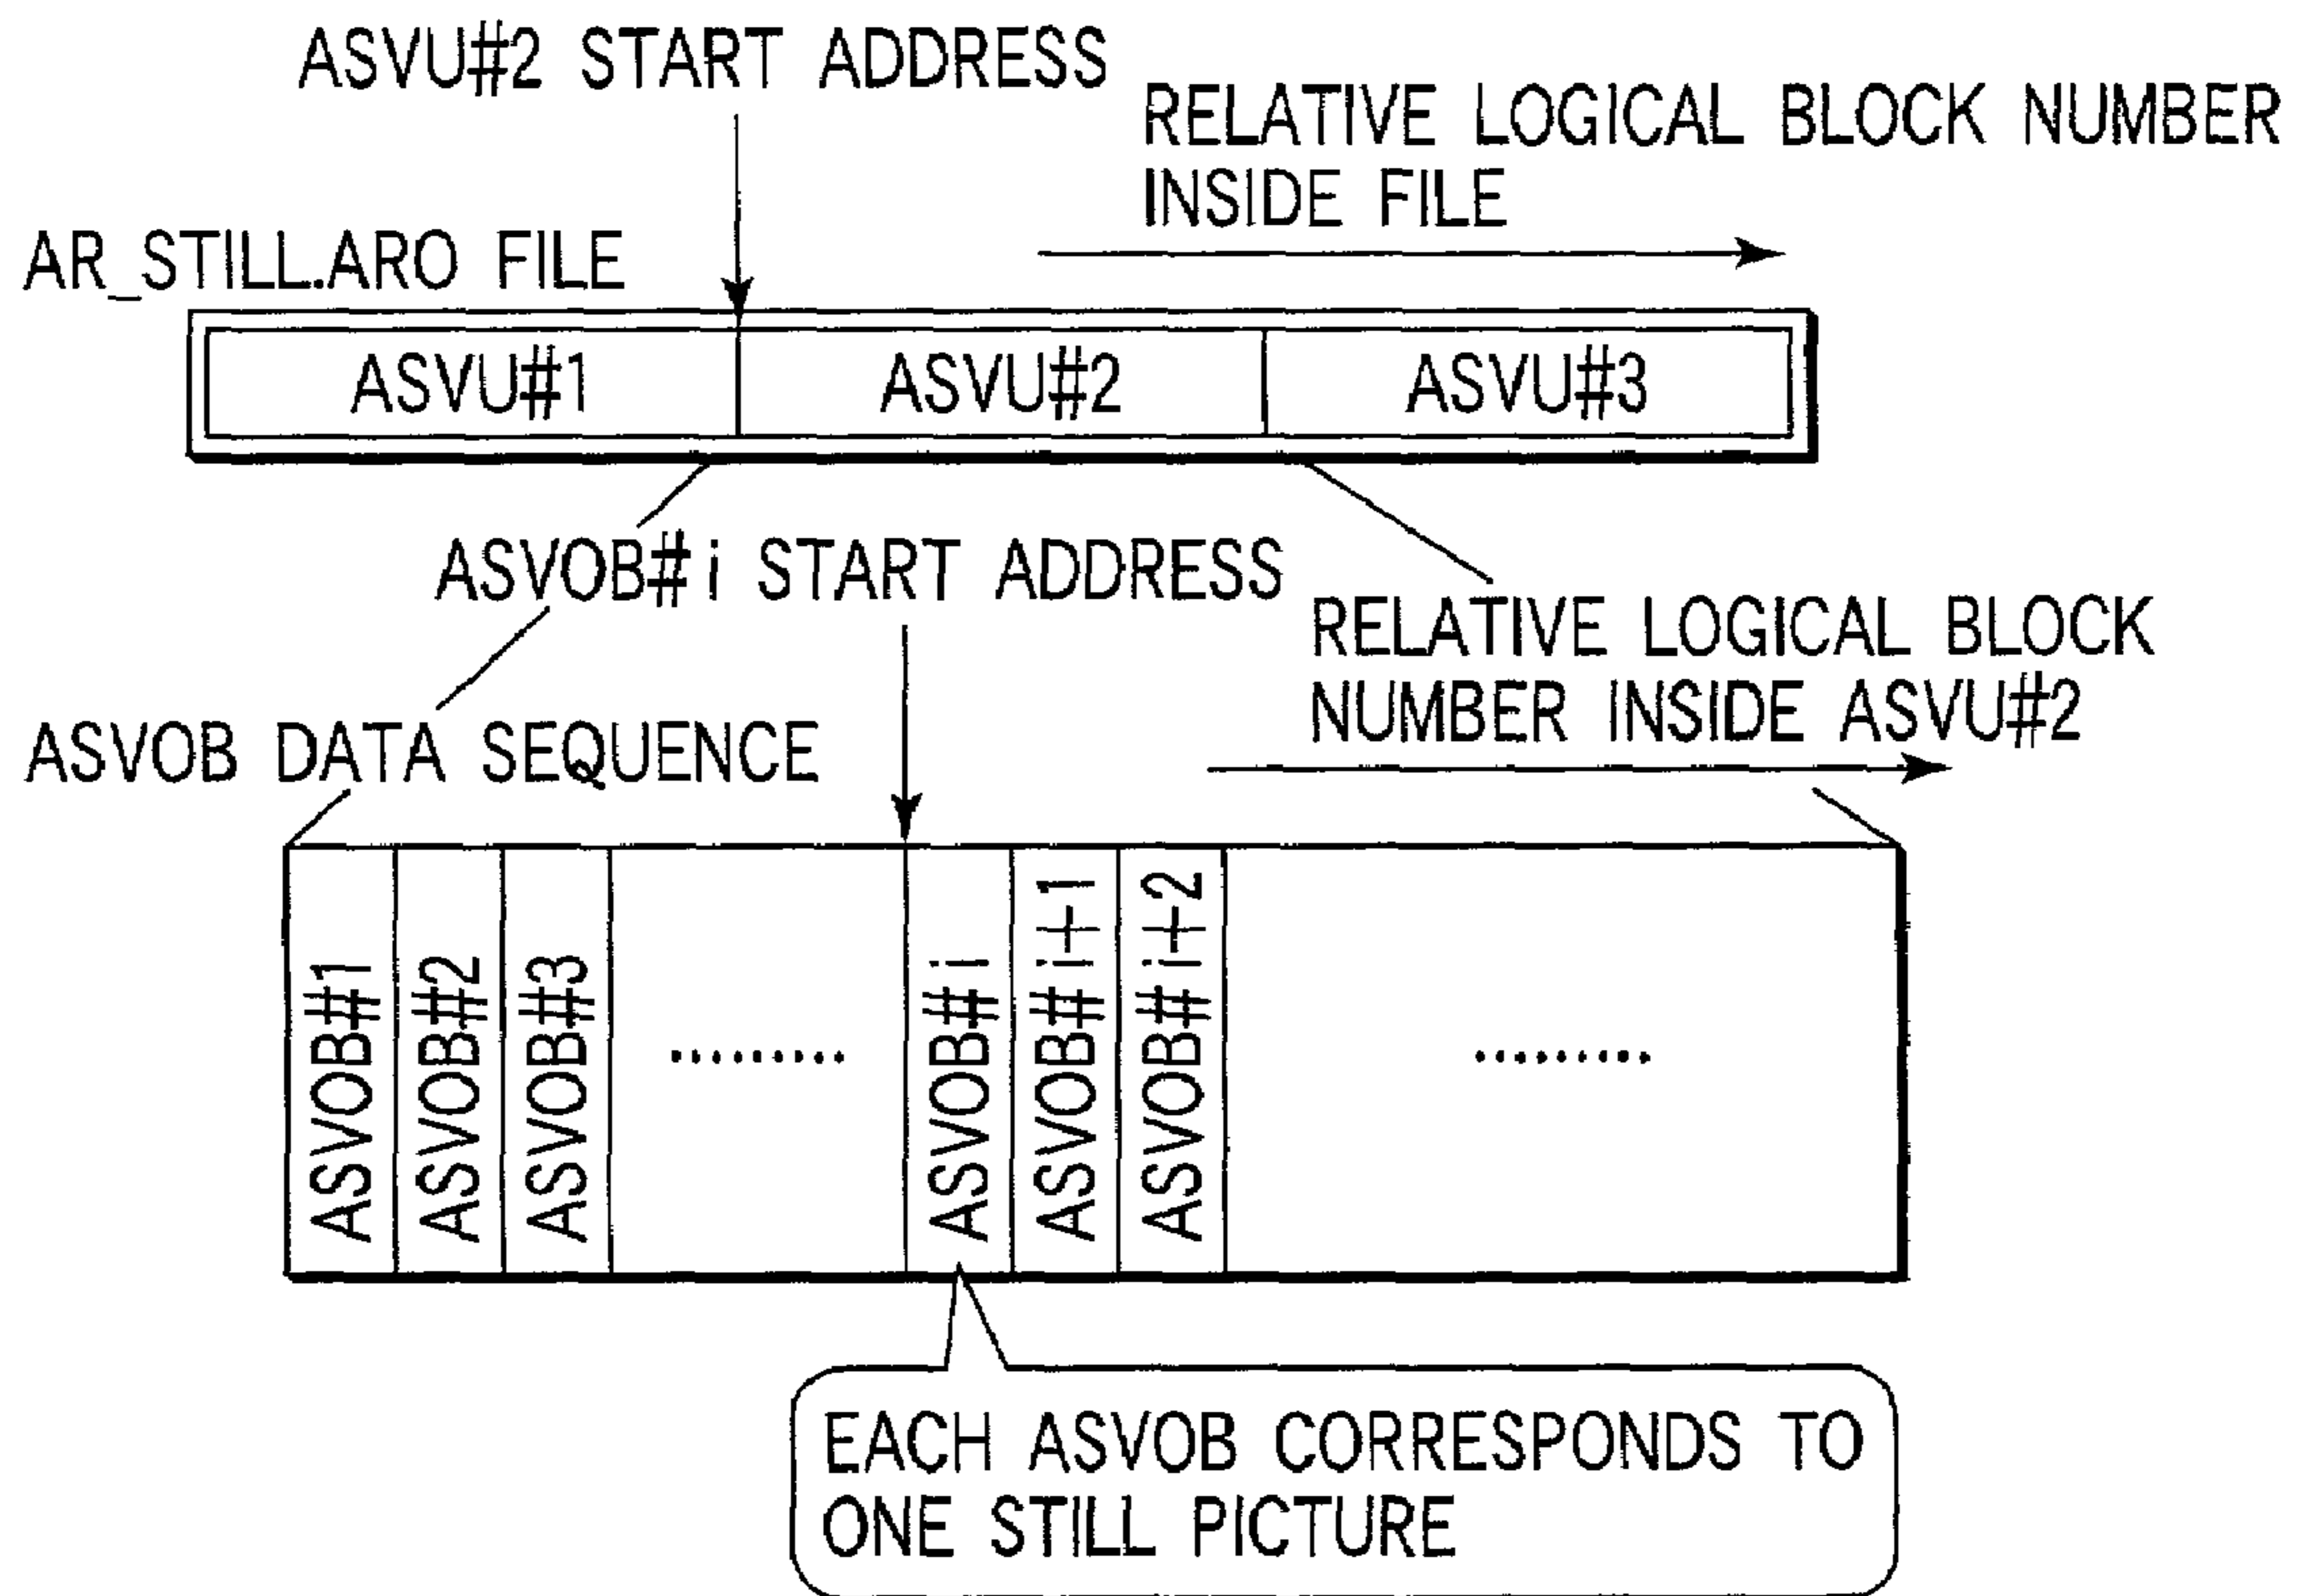 ASVU#2 START ADDRESS
RELATIVE LOGICAL BLOCK NUMBER
INSIDE FILE
AR_STILL.ARO FILE
ASVU#1
ASVU#2
ASVU#3
ASVOB#i START ADDRESS
RELATIVE LOGICAL BLOCK
NUMBER INSIDE ASVU#2
ASVOB DATA SEQUENCE
ASVOB#1
ASVOB#2
ASVOB#3
.........
ASVOB#i
ASVOB#i+1
ASVOB#i+2
.........
EACH ASVOB CORRESPONDS TO
ONE STILL PICTURE